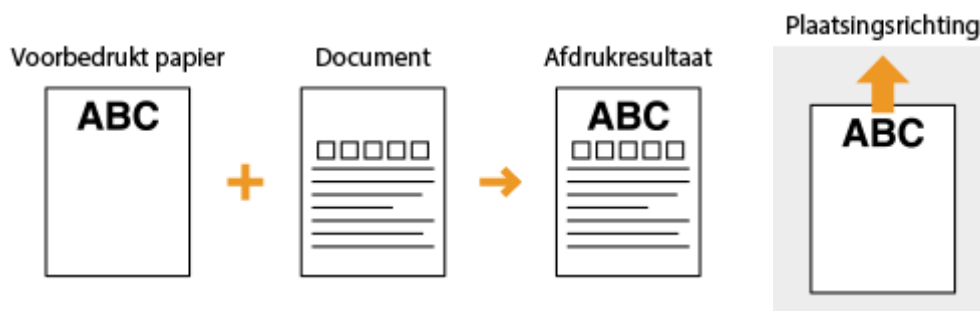 Voorbedrukt papier
Document
Afdrukresultaat
Plaatsingsrichting
ABC
ABC
ABC